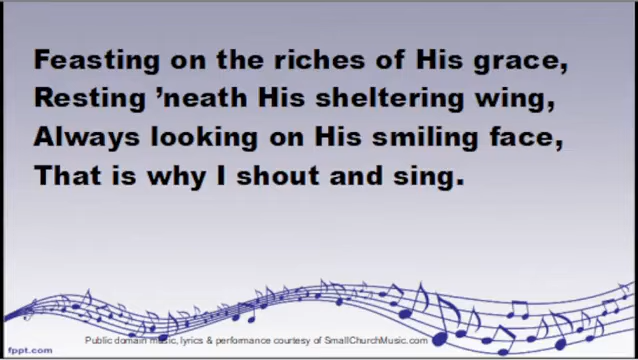 Feasting on the riches of His grace,
Resting ’neath His sheltering wing,
Always looking on His smiling face,
That is why I shout and sing.
Public domain music, lyrics & performance courtesy of SmallChurchMusic.com
fppt.com